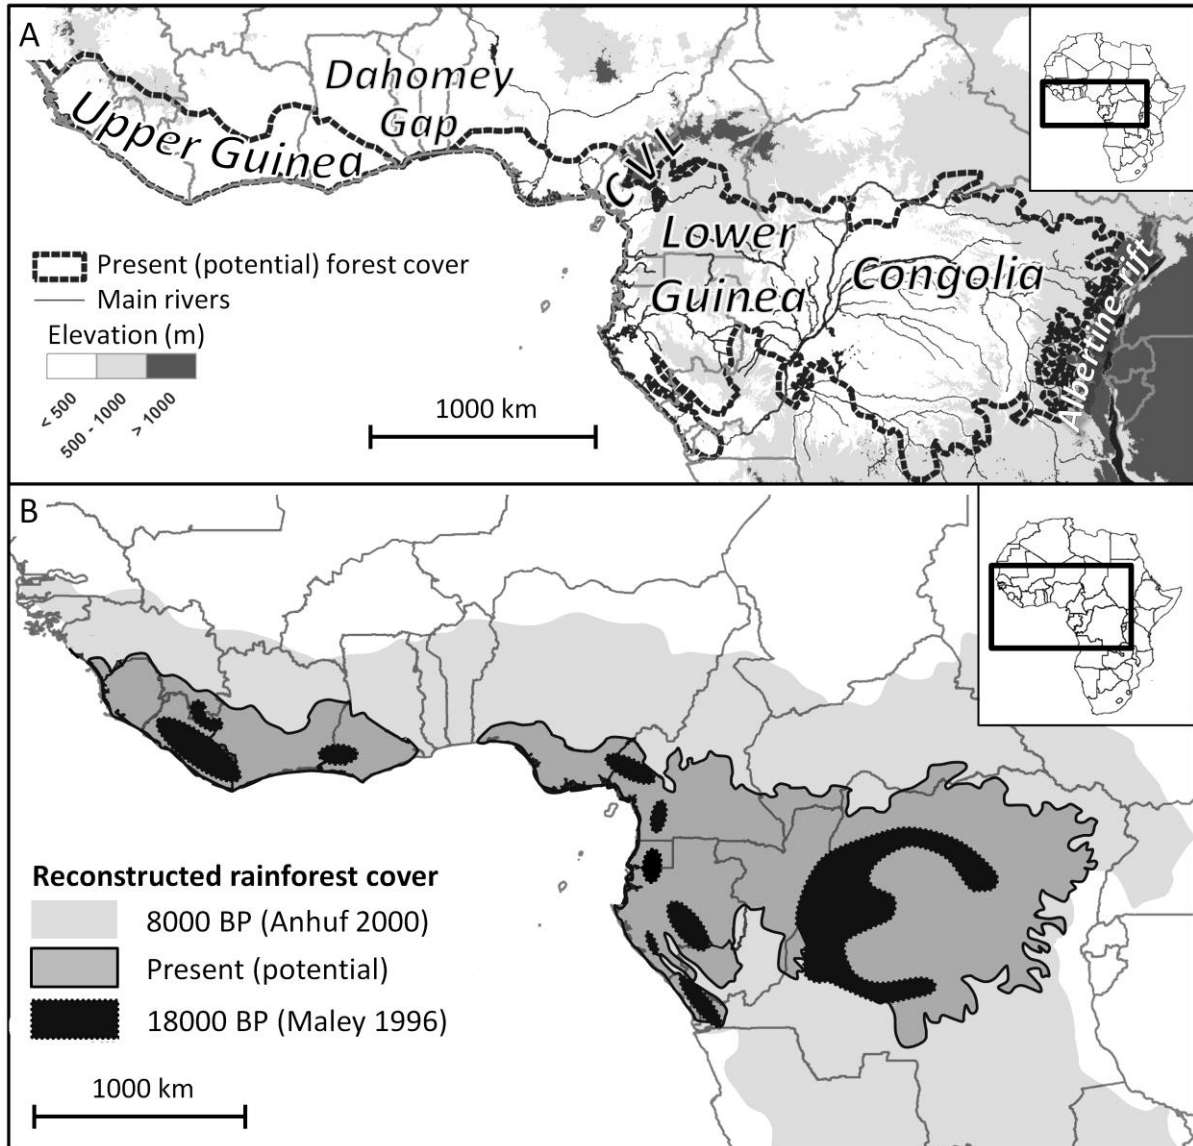 A
Dahomey
Gap
Upper Guinea
CVL
Lower
Guinea
Congolia
Albertine rift
Present (potential) forest cover
Main rivers
Elevation (m)
< 500
500 - 1000
> 1000
1000 km
B
Reconstructed rainforest cover
8000 BP (Anhuf 2000)
Present (potential)
18000 BP (Maley 1996)
1000 km